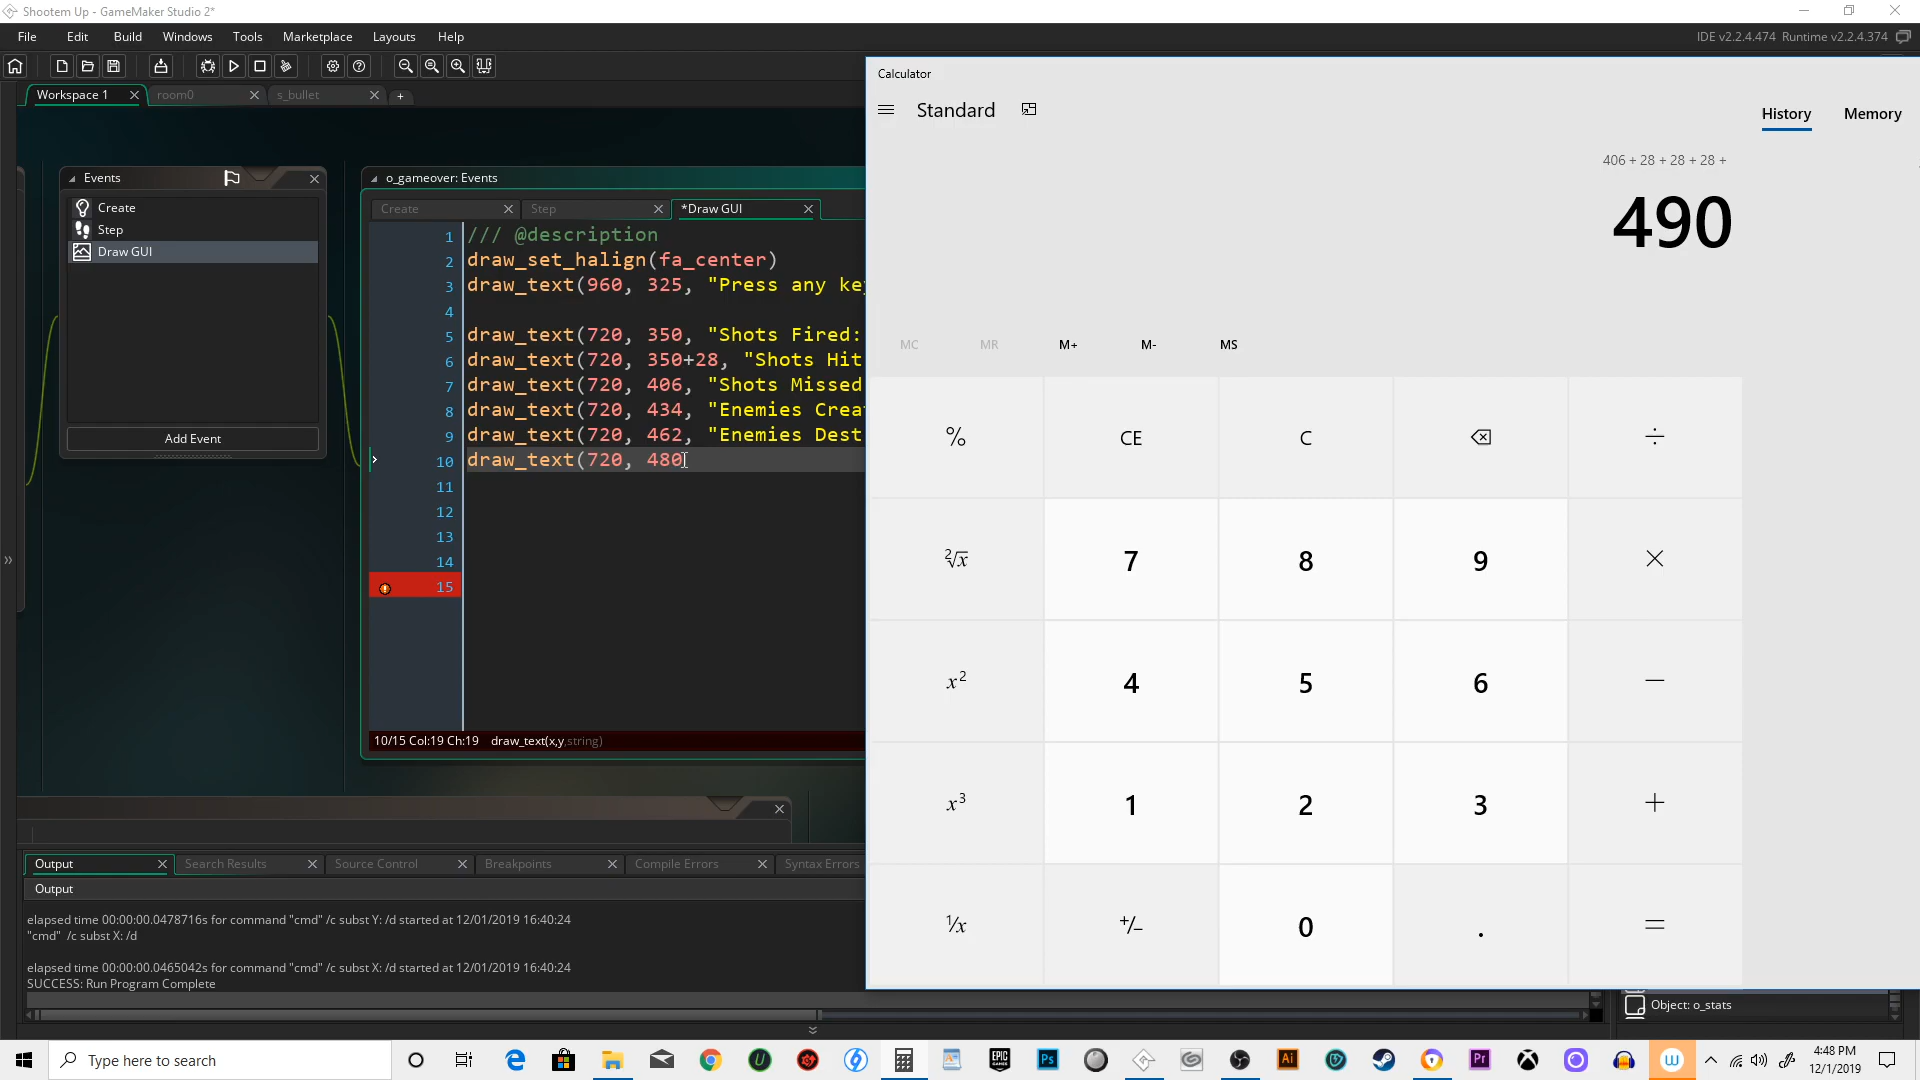 Shootem Up - GameMaker Studio 2*
File Edit Build Windows Tools Marketplace Layouts Help
IDE v2.2.4.474 Runtime v2.2.4.374
Workspace 1
room0
s_bullet
+
Events
Create
Step
Draw GUI
Add Event
o_gameover: Events
Create
Step
*Draw GUI
1 /// @description
2 draw_set_halign(fa_center)
3 draw_text(960, 325, "Press any key
4
5 draw_text(720, 350, "Shots Fired:
6 draw_text(720, 350+28, "Shots Hit
7 draw_text(720, 406, "Shots Missed
8 draw_text(720, 434, "Enemies Crea
9 draw_text(720, 462, "Enemies Dest
10 draw_text(720, 480
11
12
13
14
15
10/15 Col:19 Ch:19 draw_text(x,y,string)
Calculator
Standard
History Memory
406 + 28 + 28 + 28 +
490
MC MR M+ M- MS
% CE C ÷
²√x 7 8 9 ×
x² 4 5 6 −
x³ 1 2 3 +
¹/x +/− 0 . =
Output
Search Results
Source Control
Breakpoints
Compile Errors
Syntax Errors
Output
elapsed time 00:00:00.0478716s for command "cmd" /c subst Y: /d started at 12/01/2019 16:40:24
"cmd" /c subst X: /d
elapsed time 00:00:00.0465042s for command "cmd" /c subst X: /d started at 12/01/2019 16:40:24
SUCCESS: Run Program Complete
Object: o_stats
Type here to search
4:48 PM
12/1/2019